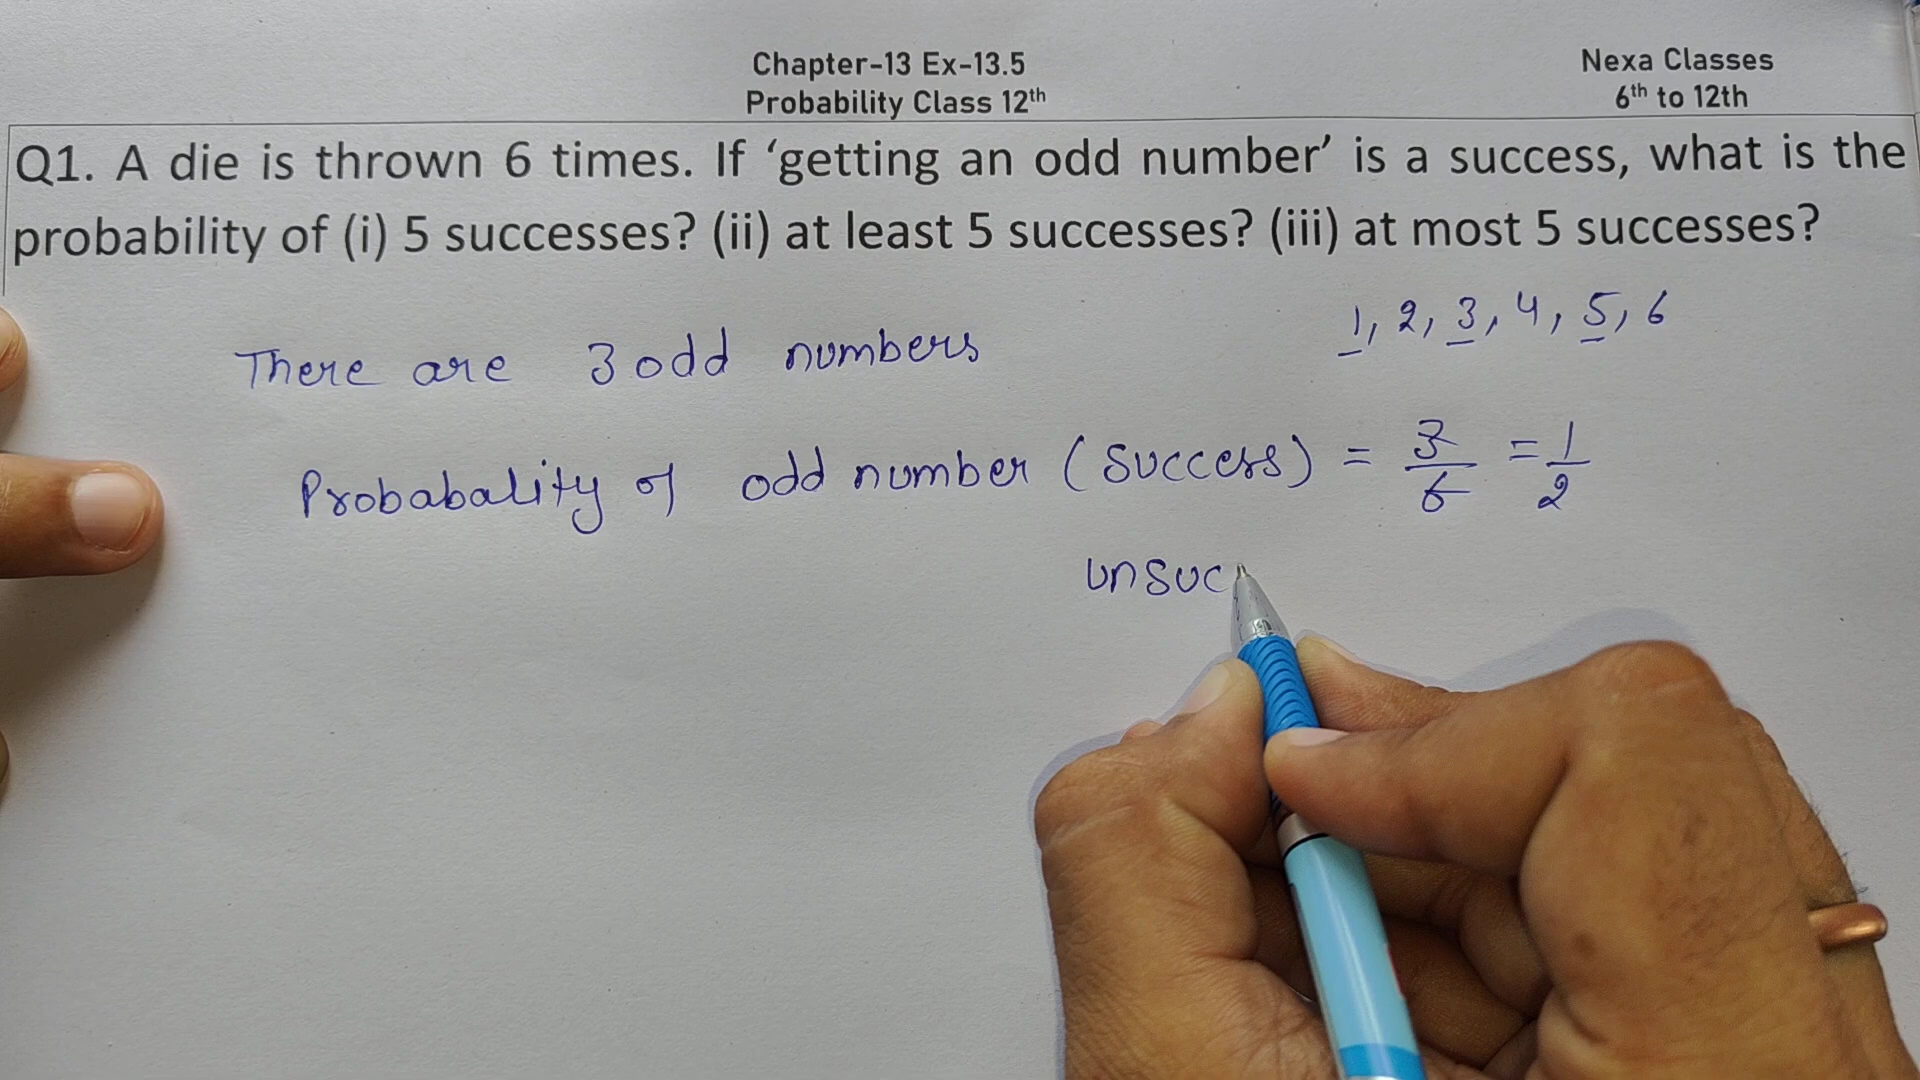 Chapter-13 Ex-13.5
Probability Class 12th
Nexa Classes
6th to 12th
Q1. A die is thrown 6 times. If ‘getting an odd number’ is a success, what is the
probability of (i) 5 successes? (ii) at least 5 successes? (iii) at most 5 successes?
1, 2, 3, 4, 5, 6
There are 3 odd numbers
Probabality of odd number (success) = 3/6 = 1/2
unsuc